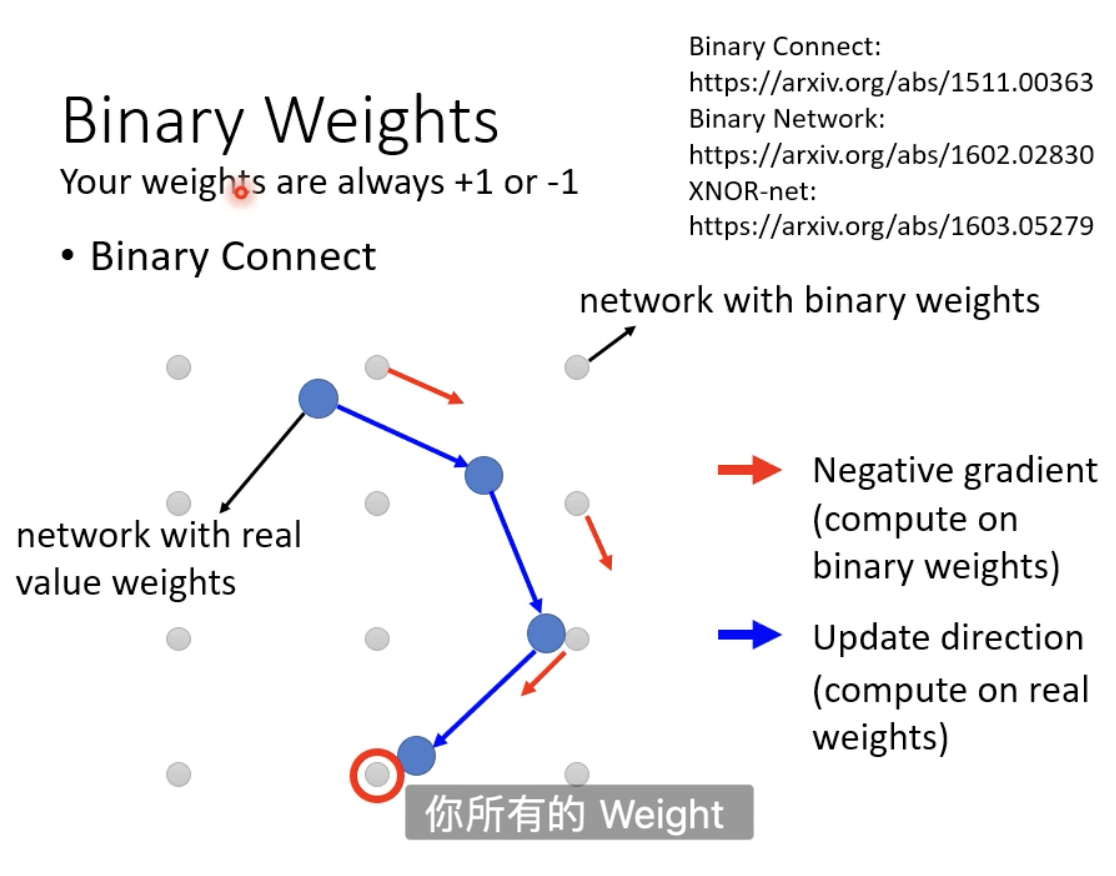 Binary Connect:
https://arxiv.org/abs/1511.00363
Binary Network:
https://arxiv.org/abs/1602.02830
XNOR-net:
https://arxiv.org/abs/1603.05279
Binary Weights
Your weights are always +1 or -1
• Binary Connect
network with binary weights
network with real
value weights
Negative gradient
(compute on
binary weights)
Update direction
(compute on real
weights)
你所有的 Weight